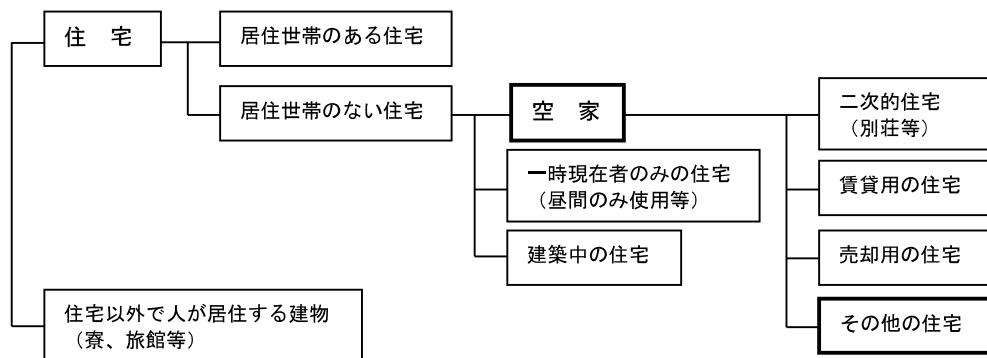 住　宅
居住世帯のある住宅
居住世帯のない住宅
空　家
一時現在者のみの住宅
（昼間のみ使用等）
建築中の住宅
二次的住宅
（別荘等）
賃貸用の住宅
売却用の住宅
その他の住宅
住宅以外で人が居住する建物
（寮、旅館等）